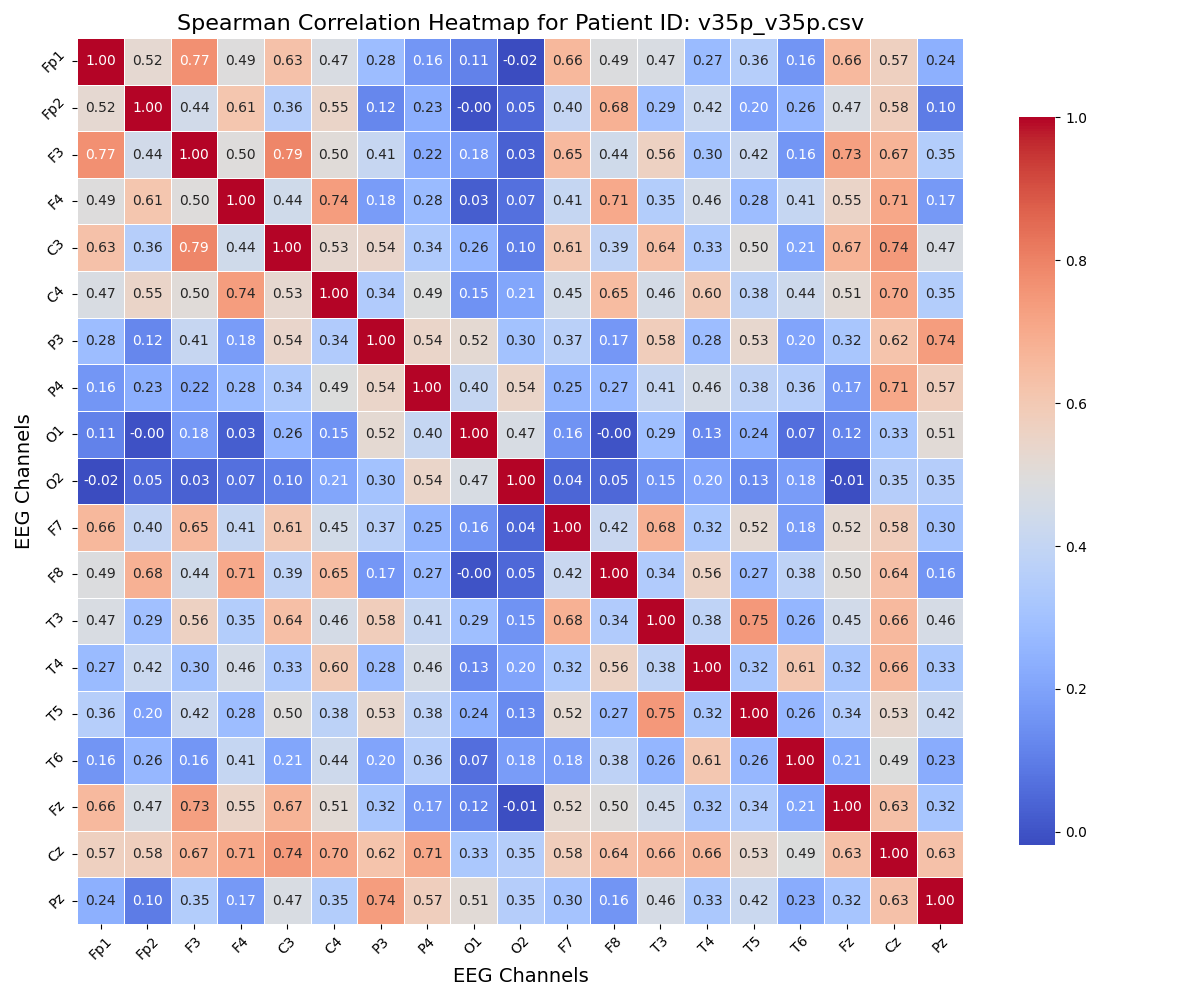 Spearman Correlation Heatmap for Patient ID: v35p_v35p.csv
Fp1 1.00 0.52 0.77 0.49 0.63 0.47 0.28 0.16 0.11 -0.02 0.66 0.49 0.47 0.27 0.36 0.16 0.66 0.57 0.24
Fp2 0.52 1.00 0.44 0.61 0.36 0.55 0.12 0.23 -0.00 0.05 0.40 0.68 0.29 0.42 0.20 0.26 0.47 0.58 0.10
F3 0.77 0.44 1.00 0.50 0.79 0.50 0.41 0.22 0.18 0.03 0.65 0.44 0.56 0.30 0.42 0.16 0.73 0.67 0.35
F4 0.49 0.61 0.50 1.00 0.44 0.74 0.18 0.28 0.03 0.07 0.41 0.71 0.35 0.46 0.28 0.41 0.55 0.71 0.17
C3 0.63 0.36 0.79 0.44 1.00 0.53 0.54 0.34 0.26 0.10 0.61 0.39 0.64 0.33 0.50 0.21 0.67 0.74 0.47
C4 0.47 0.55 0.50 0.74 0.53 1.00 0.34 0.49 0.15 0.21 0.45 0.65 0.46 0.60 0.38 0.44 0.51 0.70 0.35
P3 0.28 0.12 0.41 0.18 0.54 0.34 1.00 0.54 0.52 0.30 0.37 0.17 0.58 0.28 0.53 0.20 0.32 0.62 0.74
P4 0.16 0.23 0.22 0.28 0.34 0.49 0.54 1.00 0.40 0.54 0.25 0.27 0.41 0.46 0.38 0.36 0.17 0.71 0.57
O1 0.11 -0.00 0.18 0.03 0.26 0.15 0.52 0.40 1.00 0.47 0.16 -0.00 0.29 0.13 0.24 0.07 0.12 0.33 0.51
O2 -0.02 0.05 0.03 0.07 0.10 0.21 0.30 0.54 0.47 1.00 0.04 0.05 0.15 0.20 0.13 0.18 -0.01 0.35 0.35
F7 0.66 0.40 0.65 0.41 0.61 0.45 0.37 0.25 0.16 0.04 1.00 0.42 0.68 0.32 0.52 0.18 0.52 0.58 0.30
F8 0.49 0.68 0.44 0.71 0.39 0.65 0.17 0.27 -0.00 0.05 0.42 1.00 0.34 0.56 0.27 0.38 0.50 0.64 0.16
T3 0.47 0.29 0.56 0.35 0.64 0.46 0.58 0.41 0.29 0.15 0.68 0.34 1.00 0.38 0.75 0.26 0.45 0.66 0.46
T4 0.27 0.42 0.30 0.46 0.33 0.60 0.28 0.46 0.13 0.20 0.32 0.56 0.38 1.00 0.32 0.61 0.32 0.66 0.33
T5 0.36 0.20 0.42 0.28 0.50 0.38 0.53 0.38 0.24 0.13 0.52 0.27 0.75 0.32 1.00 0.26 0.34 0.53 0.42
T6 0.16 0.26 0.16 0.41 0.21 0.44 0.20 0.36 0.07 0.18 0.18 0.38 0.26 0.61 0.26 1.00 0.21 0.49 0.23
Fz 0.66 0.47 0.73 0.55 0.67 0.51 0.32 0.17 0.12 -0.01 0.52 0.50 0.45 0.32 0.34 0.21 1.00 0.63 0.32
Cz 0.57 0.58 0.67 0.71 0.74 0.70 0.62 0.71 0.33 0.35 0.58 0.64 0.66 0.66 0.53 0.49 0.63 1.00 0.63
Pz 0.24 0.10 0.35 0.17 0.47 0.35 0.74 0.57 0.51 0.35 0.30 0.16 0.46 0.33 0.42 0.23 0.32 0.63 1.00
Fp1 Fp2 F3 F4 C3 C4 P3 P4 O1 O2 F7 F8 T3 T4 T5 T6 Fz Cz Pz
EEG Channels
EEG Channels
1.0
0.8
0.6
0.4
0.2
0.0